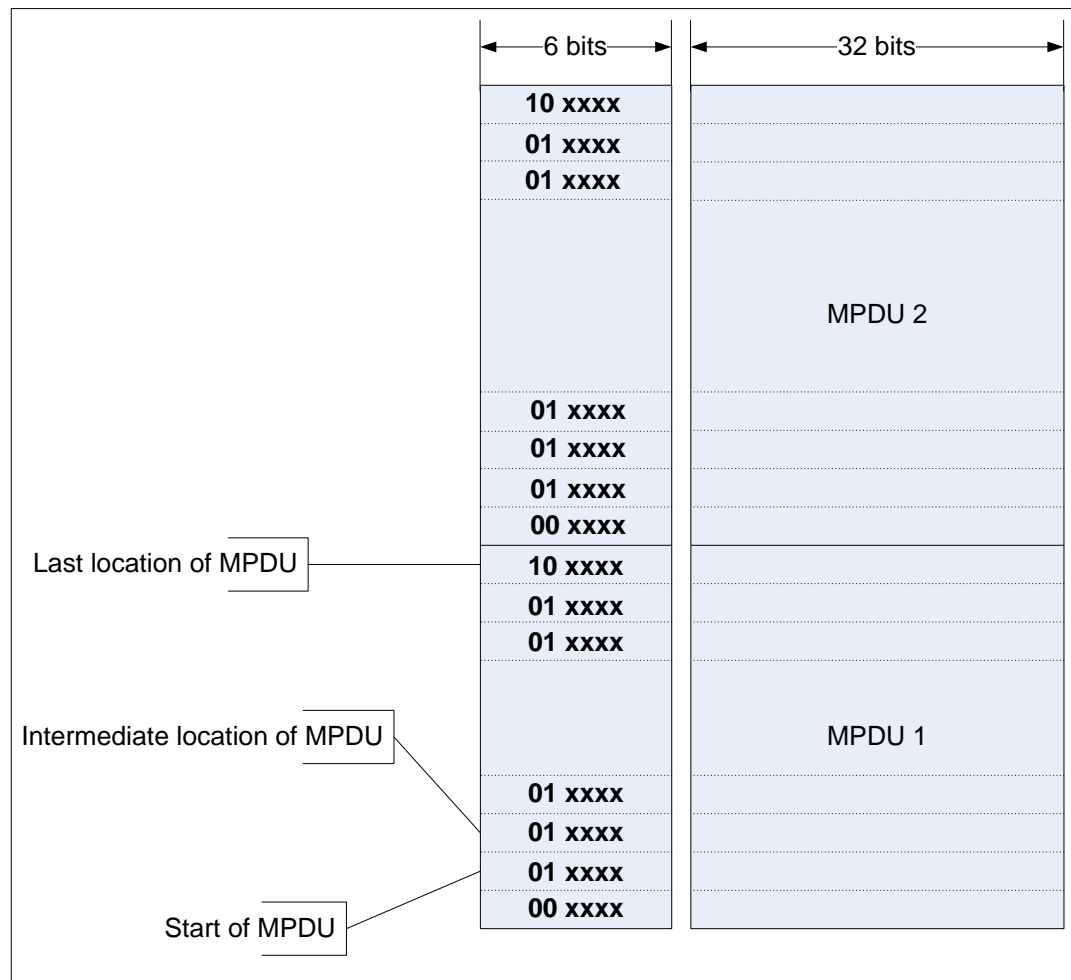 6 bits
32 bits
10 xxxx
01 xxxx
01 xxxx
MPDU 2
01 xxxx
01 xxxx
01 xxxx
00 xxxx
Last location of MPDU
10 xxxx
01 xxxx
01 xxxx
Intermediate location of MPDU
MPDU 1
01 xxxx
01 xxxx
01 xxxx
00 xxxx
Start of MPDU